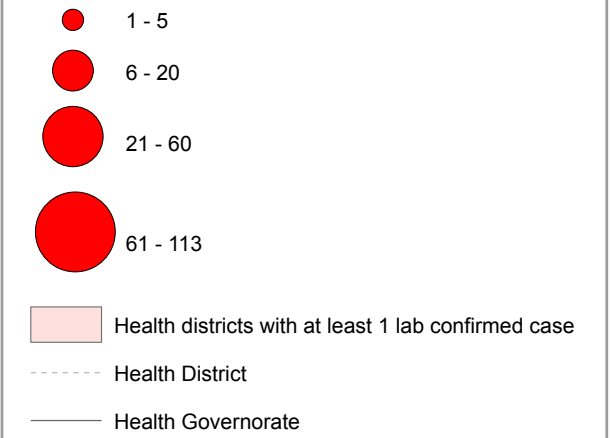 1 - 5
6 - 20
21 - 60
61 - 113
Health districts with at least 1 lab confirmed case
Health District
Health Governorate